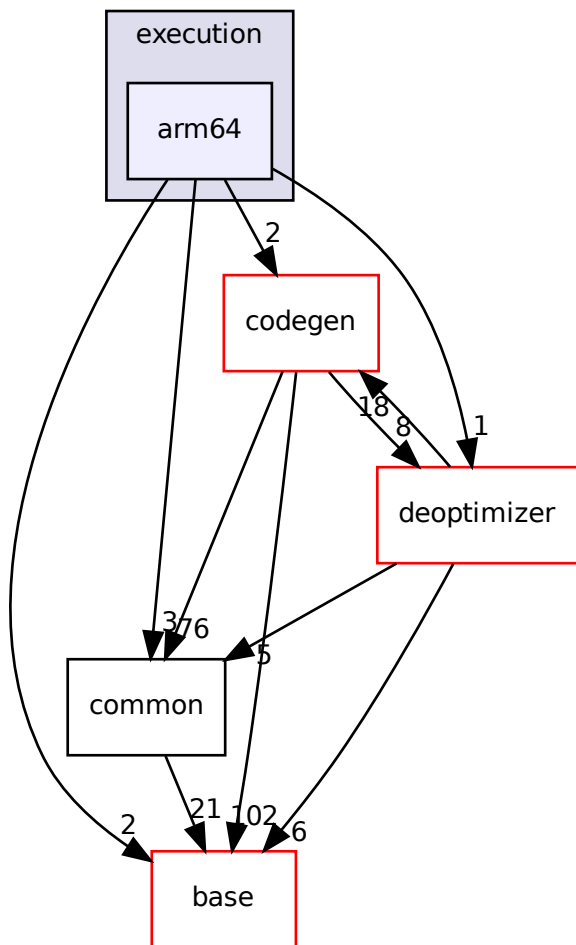 execution
arm64
2
codegen
18
8
1
deoptimizer
3
76
5
common
21
102
2
6
base